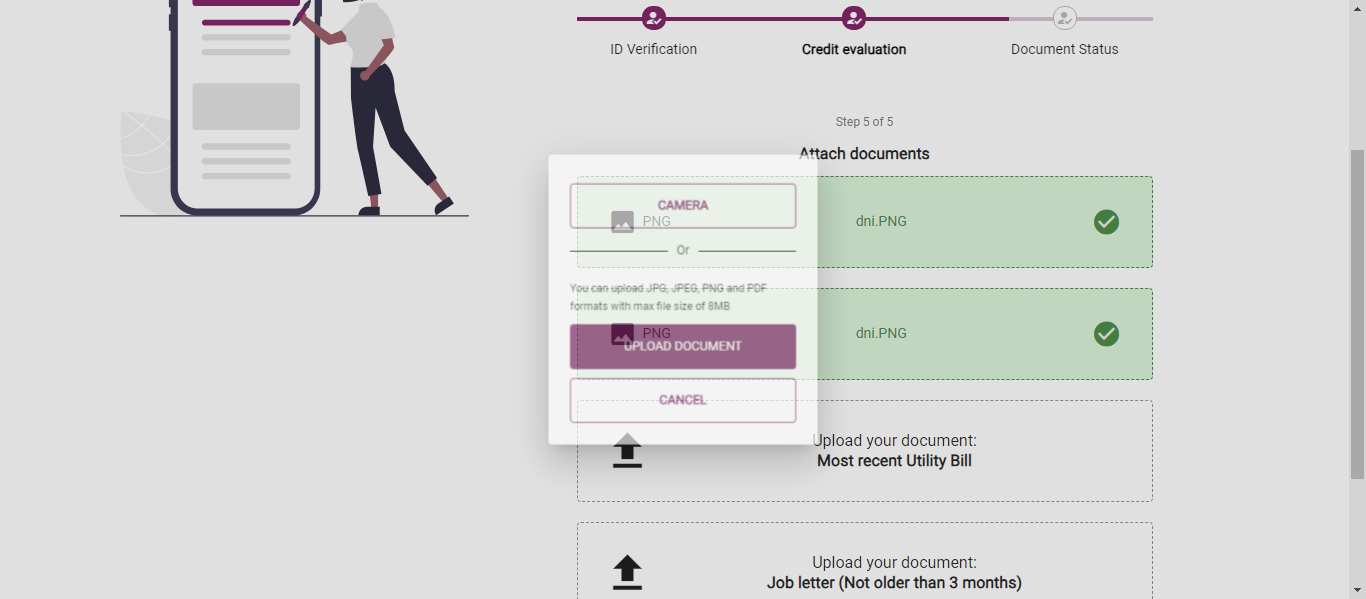 ID Verification
Credit evaluation
Document Status
Step 5 of 5
Attach documents
CAMERA
PNG
dni.PNG
Or
You can upload JPG, JPEG, PNG and PDF
formats with max file size of 8MB
PNG
dni.PNG
UPLOAD DOCUMENT
CANCEL
Upload your document:
Most recent Utility Bill
Upload your document:
Job letter (Not older than 3 months)